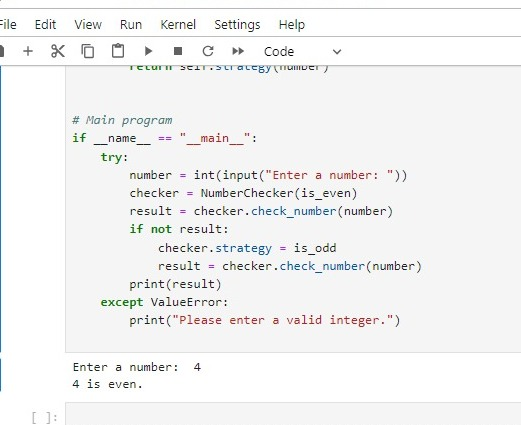 File Edit View Run Kernel Settings Help
Code
return self.strategy(number)
# Main program
if __name__ == "__main__":
    try:
        number = int(input("Enter a number: "))
        checker = NumberChecker(is_even)
        result = checker.check_number(number)
        if not result:
            checker.strategy = is_odd
            result = checker.check_number(number)
        print(result)
    except ValueError:
        print("Please enter a valid integer.")
Enter a number:  4
4 is even.
[ ]: